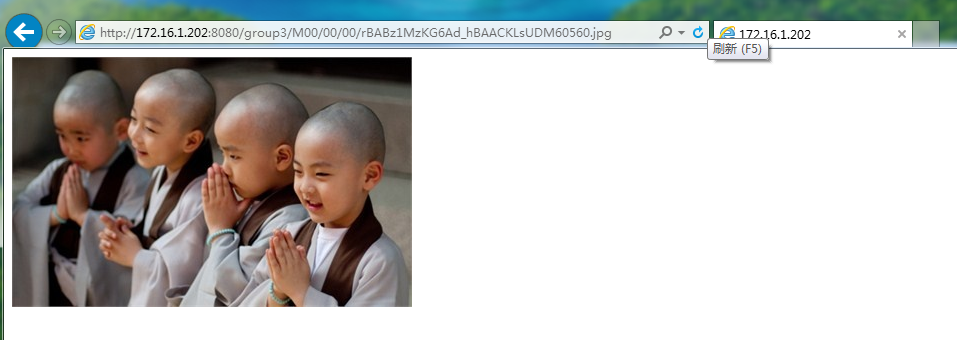 http://172.16.1.202:8080/group3/M00/00/00/rBABz1MzKG6Ad_hBAACKLsUDM60560.jpg
172.16.1.202
刷新 (F5)